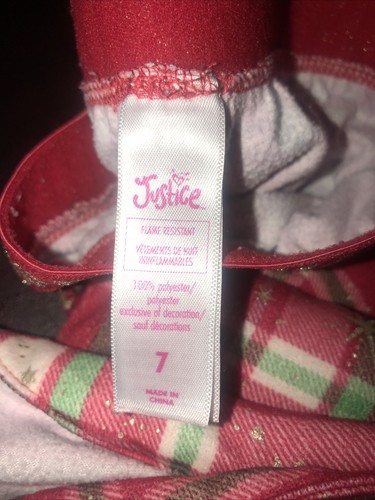 Justice
FLAME RESISTANT
VÊTEMENTS DE NUIT
ININFLAMMABLES
100% polyester/
polyester
exclusive of decoration/
sauf décorations
7
MADE IN
CHINA